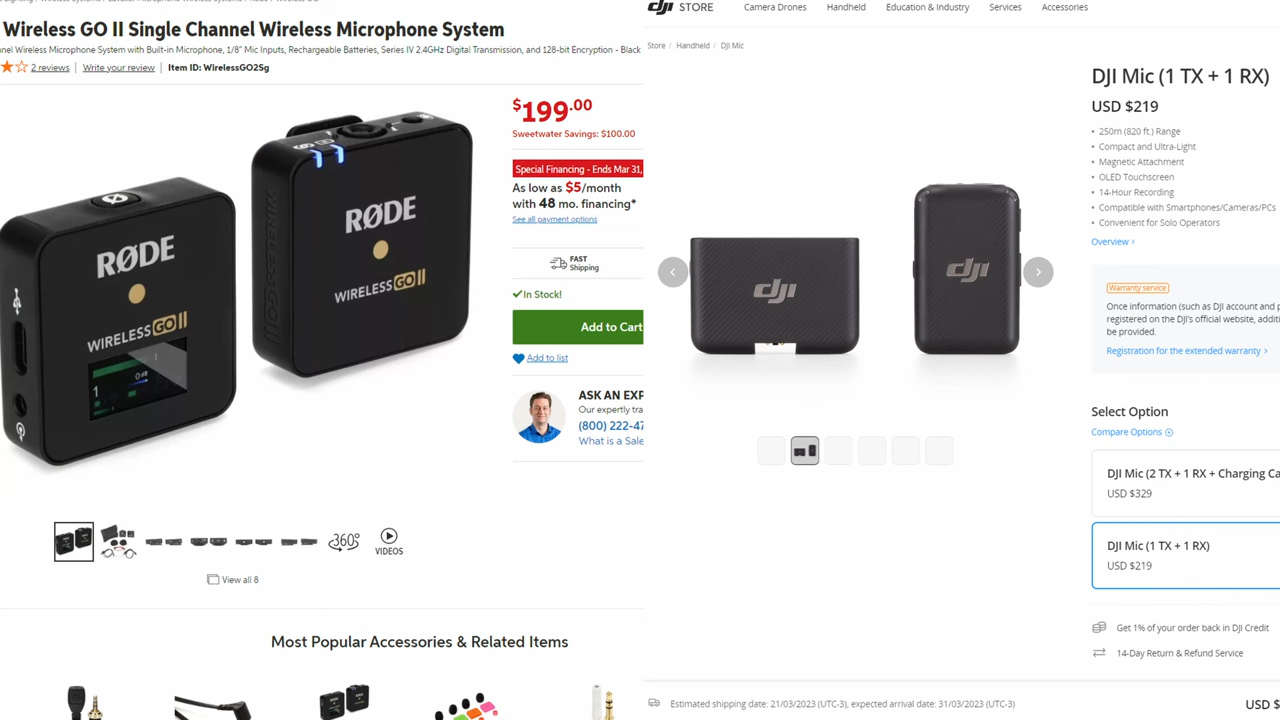 Wireless GO II Single Channel Wireless Microphone System
Wireless Microphone System with Built-in Microphone, 1/8" Mic Inputs, Rechargeable Batteries, Series IV 2.4GHz Digital Transmission, and 128-bit Encryption - Black
2 reviews | Write your review | Item ID: WirelessGO2Sg
$199.00
Sweetwater Savings: $100.00
Special Financing - Ends Mar 31,
As low as $5/month
with 48 mo. financing*
See all payment options
FAST
Shipping
In Stock!
Add to Cart
Add to list
ASK AN EXP
Our expertly tra
(800) 222-47
What is a Sale
RØDE
WIRELESS GO II
1
0 dB
RØDE
WIRELESS GO II
WIRELESS GO II
360°
VIDEOS
View all 8
Most Popular Accessories & Related Items
dji STORE
Camera Drones Handheld Education & Industry Services Accessories
Store / Handheld / DJI Mic
dji
dji
DJI Mic (1 TX + 1 RX)
USD $219
• 250m (820 ft.) Range
• Compact and Ultra-Light
• Magnetic Attachment
• OLED Touchscreen
• 14-Hour Recording
• Compatible with Smartphones/Cameras/PCs
• Convenient for Solo Operators
Overview >
Warranty service
Once information (such as DJI account and p
registered on the DJI's official website, additi
be provided.
Registration for the extended warranty >
Select Option
Compare Options
DJI Mic (2 TX + 1 RX + Charging Ca
USD $329
DJI Mic (1 TX + 1 RX)
USD $219
Get 1% of your order back in DJI Credit
14-Day Return & Refund Service
Estimated shipping date: 21/03/2023 (UTC-3), expected arrival date: 31/03/2023 (UTC-3)
USD $